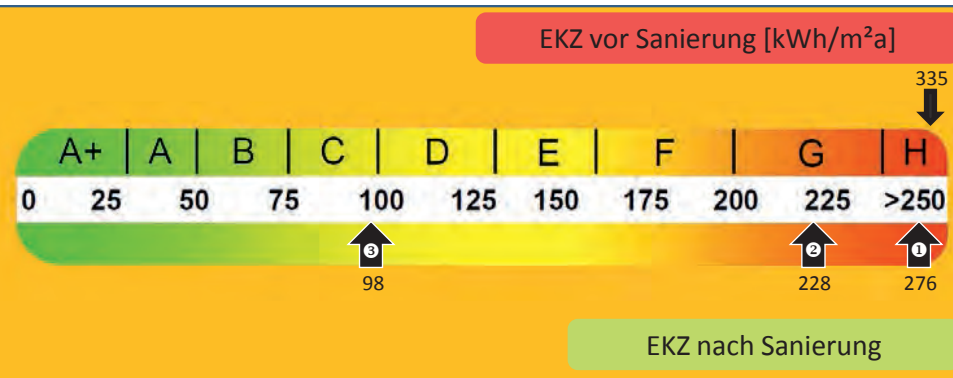 EKZ vor Sanierung [kWh/m²a]
335
A+ A B C D E F G H
0 25 50 75 100 125 150 175 200 225 >250
❸ ❷ ❶
98 228 276
EKZ nach Sanierung